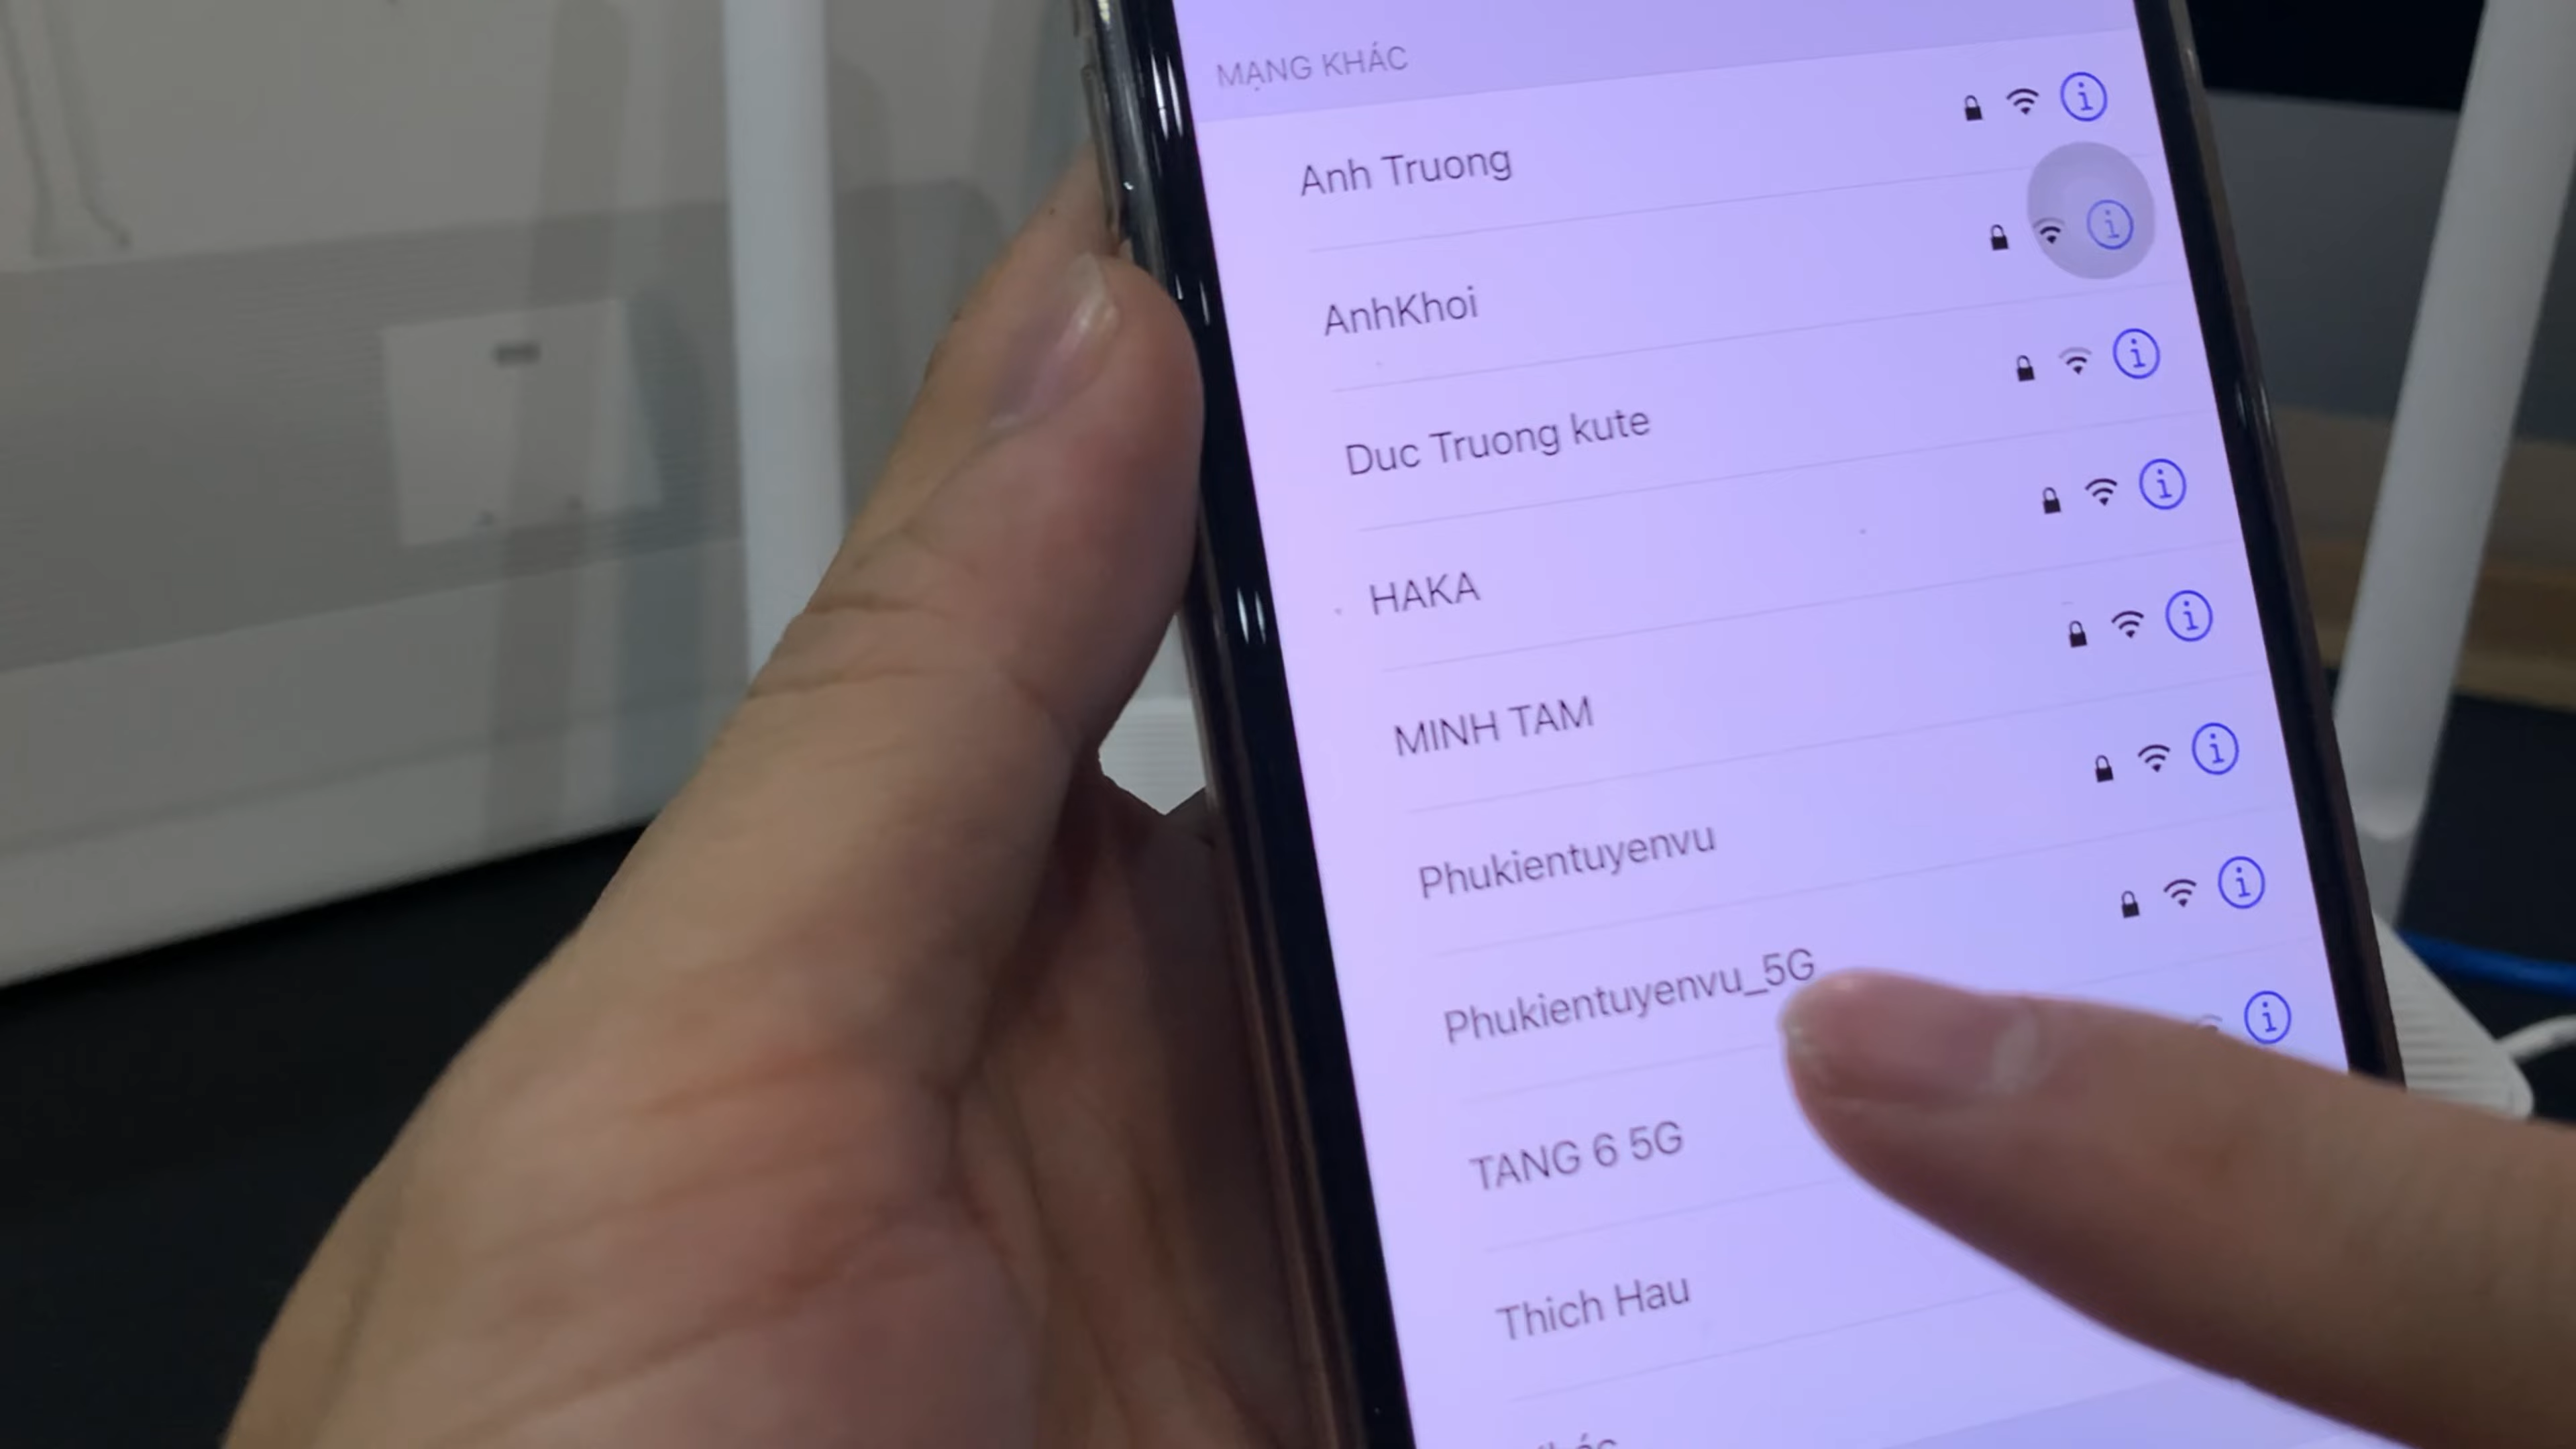 MẠNG KHÁC
Anh Truong
AnhKhoi
Duc Truong kute
HAKA
MINH TAM
Phukientuyenvu
Phukientuyenvu_5G
TANG 6 5G
Thich Hau